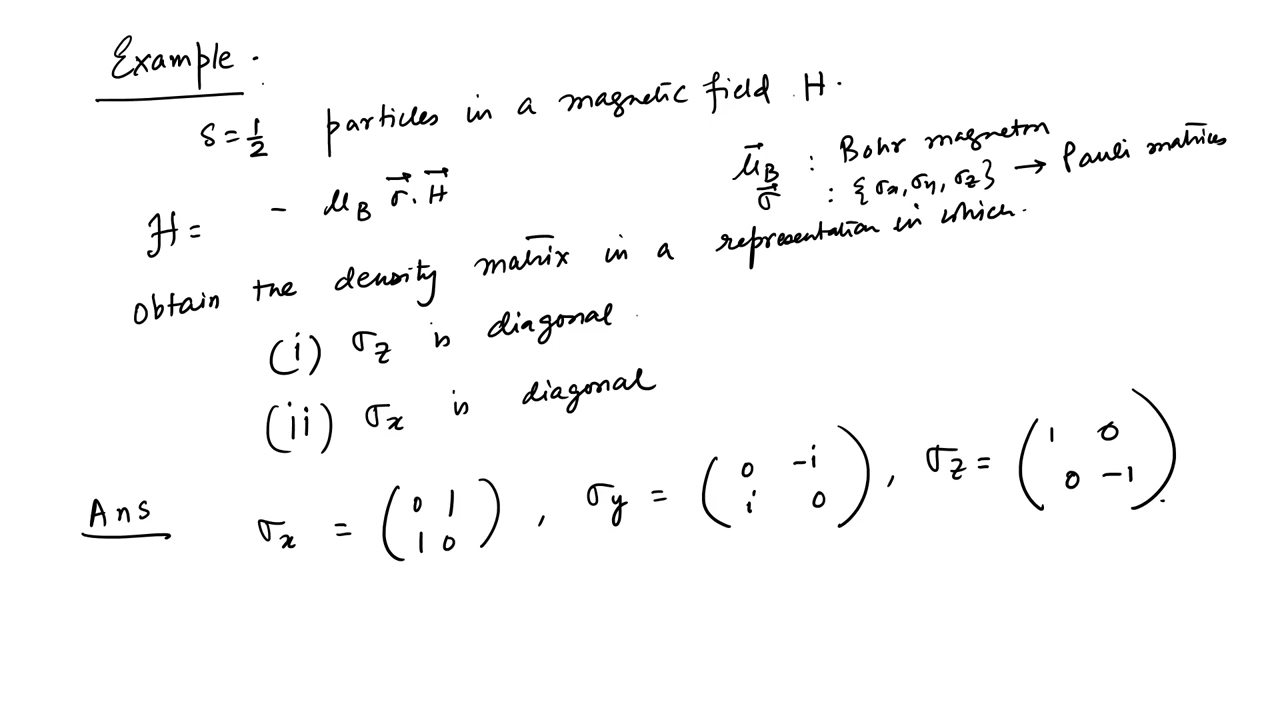 Example.
S = 1/2 particles in a magnetic field H.
ℋ = - μ_B σ⃗ . H⃗
μ⃗_B : Bohr magneton
σ⃗ : {σx, σy, σz} → Pauli matrices
Obtain the density matrix in a representation in which.
(i) σz is diagonal
(ii) σx is diagonal
Ans σx = (0 1; 1 0), σy = (0 -i; i 0), σz = (1 0; 0 -1).